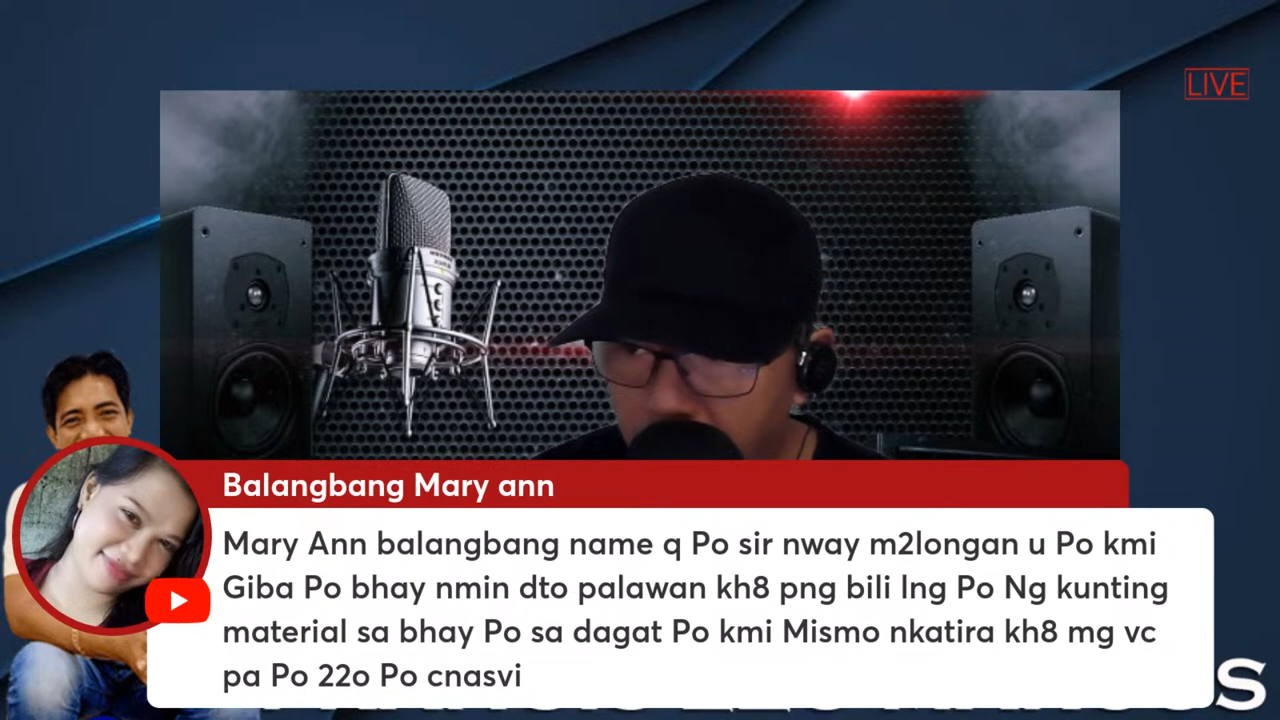 LIVE
Balangbang Mary ann
Mary Ann balangbang name q Po sir nway m2longan u Po kmi
Giba Po bhay nmin dto palawan kh8 png bili lng Po Ng kunting
material sa bhay Po sa dagat Po kmi Mismo nkatira kh8 mg vc
pa Po 22o Po cnasvi